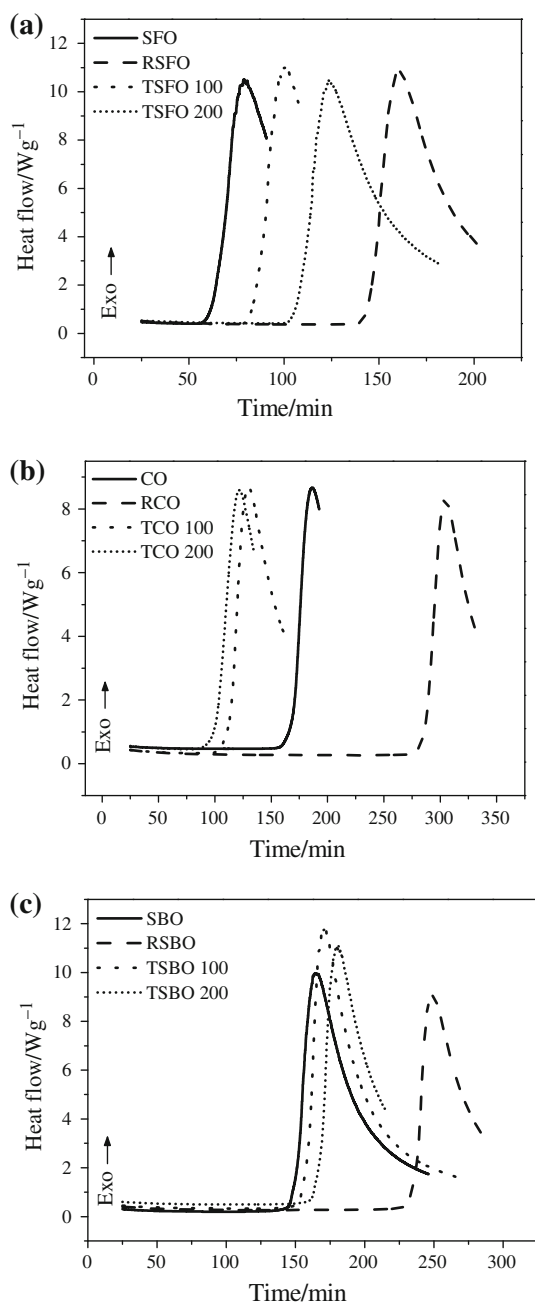 (a)
SFO
RSFO
TSFO 100
TSFO 200
Heat flow/Wg⁻¹
12
10
8
6
4
2
0
Exo →
0 50 100 150 200
Time/min
(b)
CO
RCO
TCO 100
TCO 200
Heat flow/Wg⁻¹
8
6
4
2
0
Exo →
0 50 100 150 200 250 300 350
Time/min
(c)
SBO
RSBO
TSBO 100
TSBO 200
Heat flow/Wg⁻¹
12
10
8
6
4
2
0
Exo →
0 50 100 150 200 250 300
Time/min